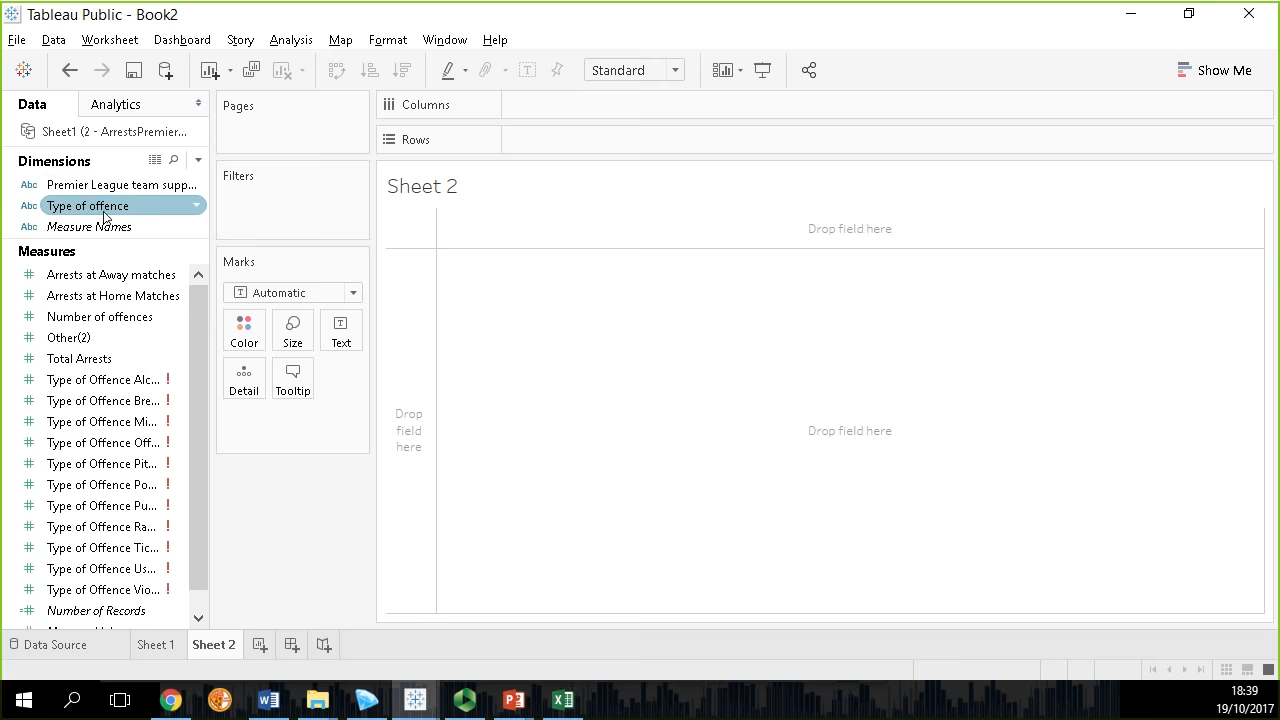 Tableau Public - Book2
File Data Worksheet Dashboard Story Analysis Map Format Window Help
Standard
Show Me
Data Analytics
Sheet1 (2 - ArrestsPremier...
Dimensions
Abc Premier League team supp...
Abc Type of offence
Abc Measure Names
Measures
Arrests at Away matches
Arrests at Home Matches
Number of offences
Other(2)
Total Arrests
Type of Offence Alc... !
Type of Offence Bre... !
Type of Offence Mi... !
Type of Offence Off... !
Type of Offence Pit... !
Type of Offence Po... !
Type of Offence Pu... !
Type of Offence Ra... !
Type of Offence Tic... !
Type of Offence Us... !
Type of Offence Vio... !
Number of Records
Pages
Filters
Marks
Automatic
Color Size Text
Detail Tooltip
Columns
Rows
Sheet 2
Drop field here
Drop
field
here
Drop field here
Data Source Sheet 1 Sheet 2
18:39
19/10/2017